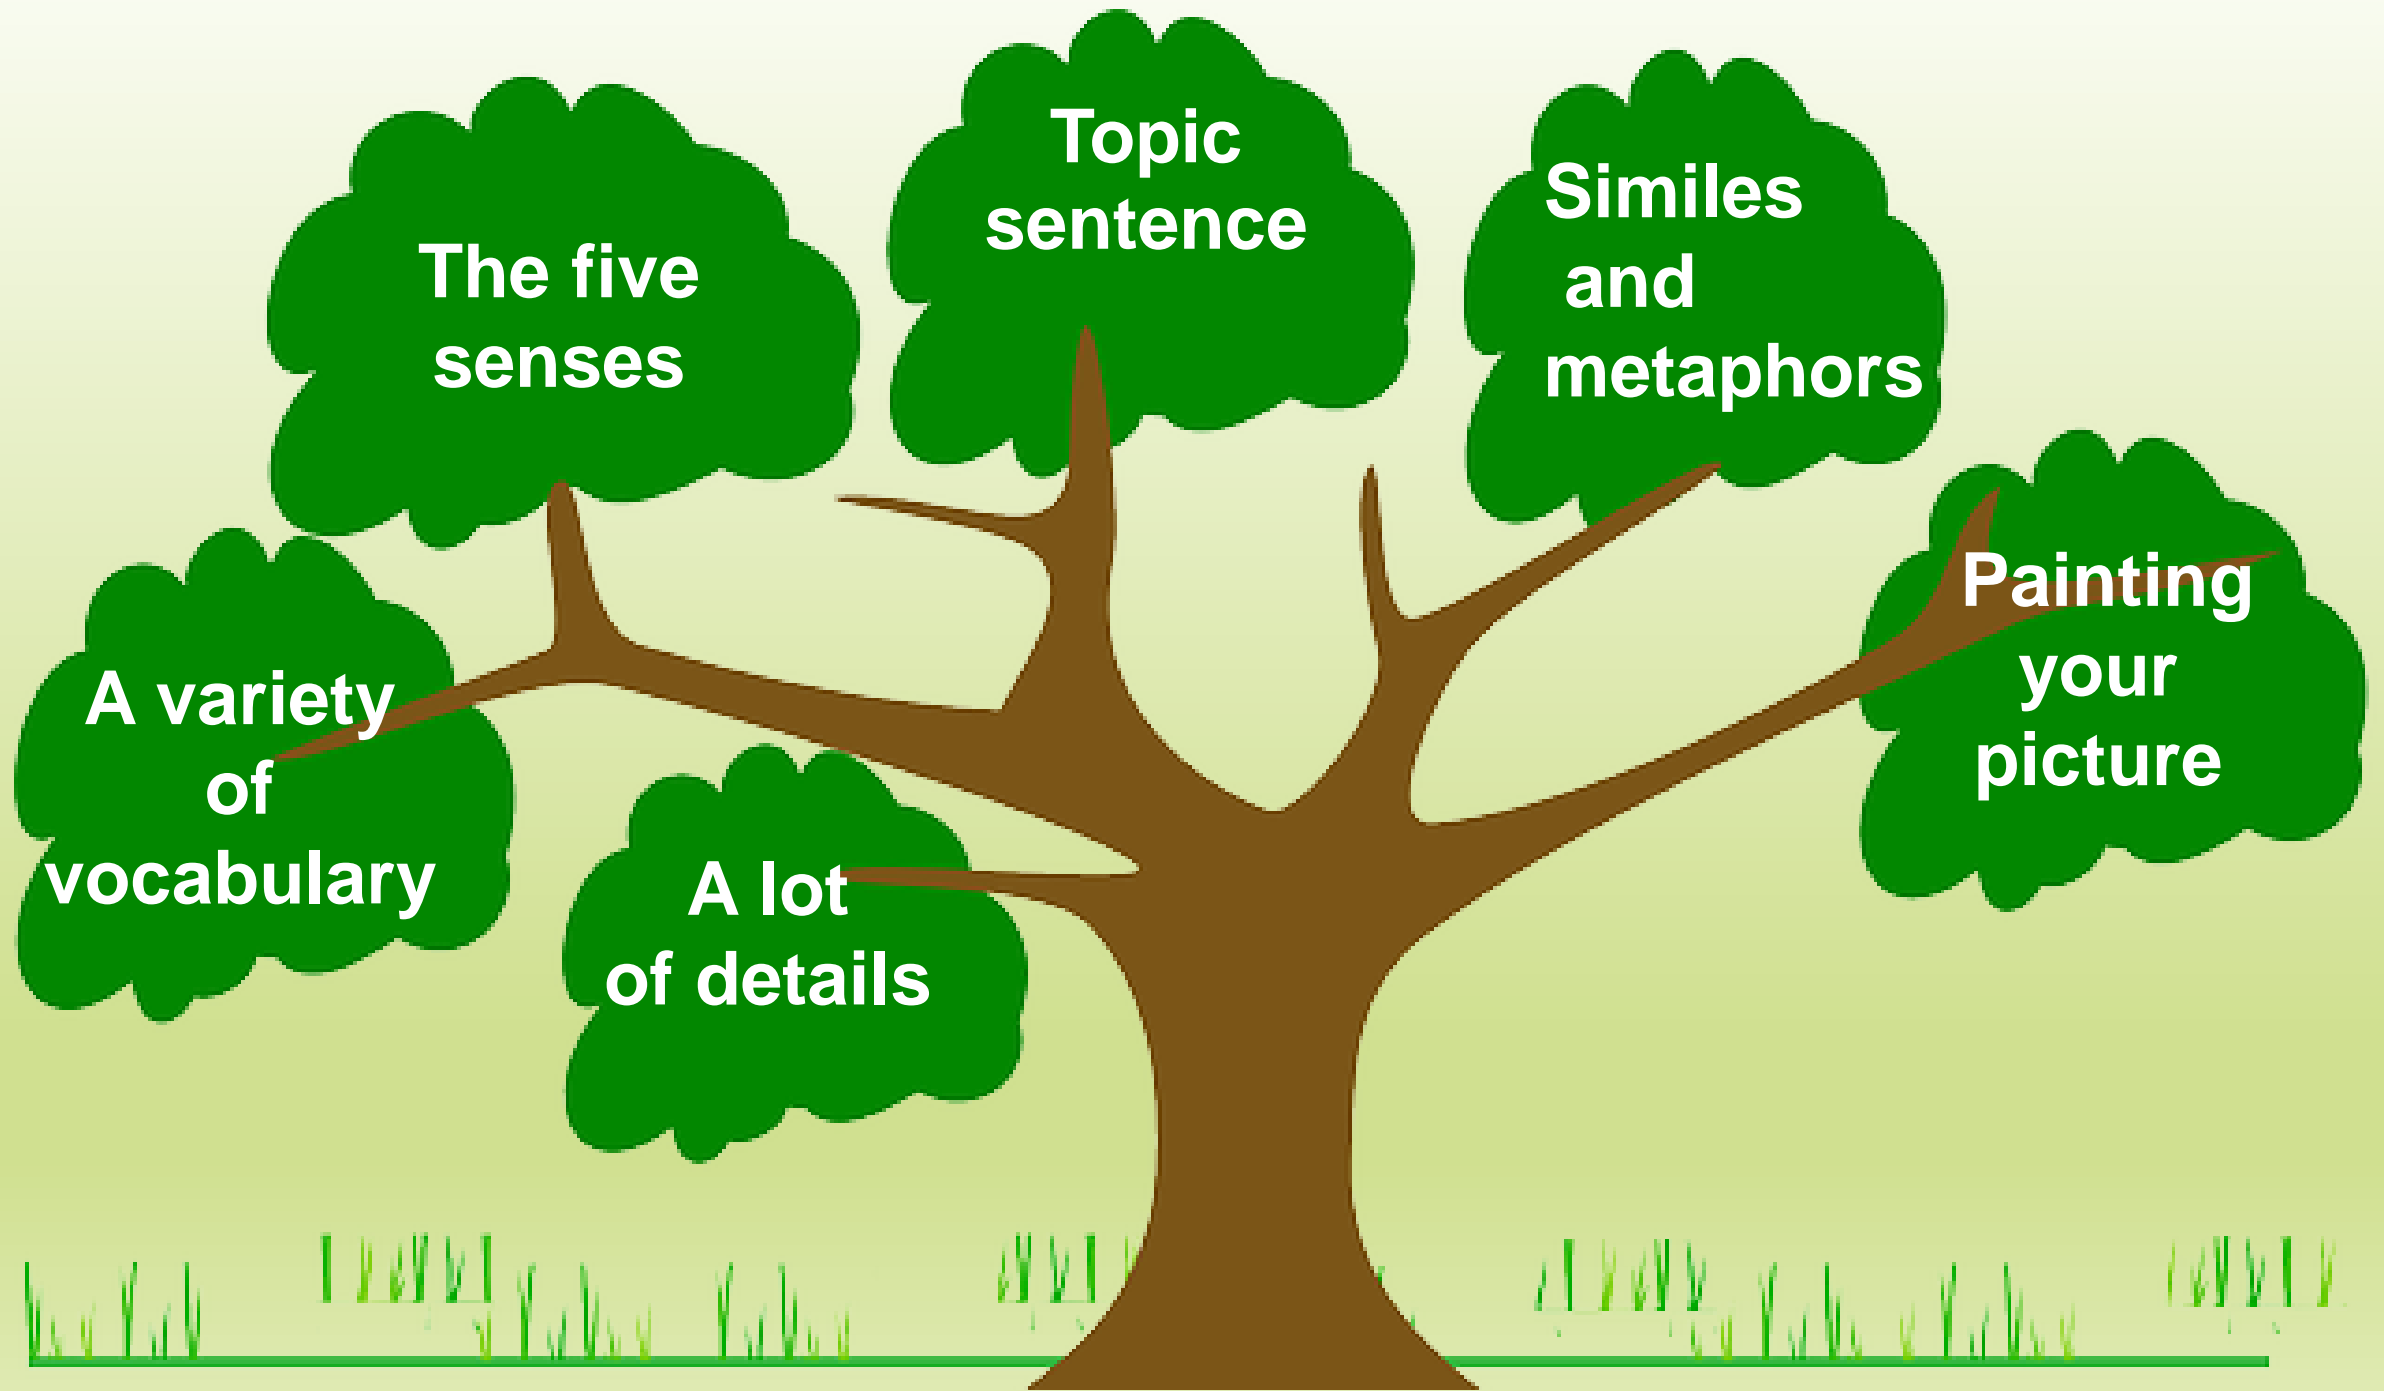 The five
senses
Topic
sentence
Similes
and
metaphors
A variety
of
vocabulary
A lot
of details
Painting
your
picture